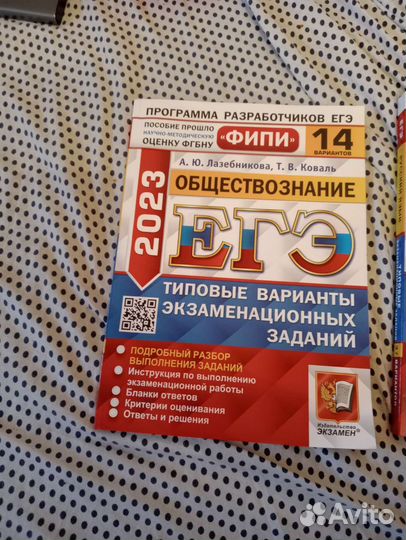 ПРОГРАММА РАЗРАБОТЧИКОВ ЕГЭ
ПОСОБИЕ ПРОШЛО
НАУЧНО-МЕТОДИЧЕСКУЮ
ОЦЕНКУ ФГБНУ
«ФИПИ»
14
ВАРИАНТОВ
А. Ю. Лазебникова, Т. В. Коваль
2023
ОБЩЕСТВОЗНАНИЕ
ЕГЭ
ТИПОВЫЕ ВАРИАНТЫ
ЭКЗАМЕНАЦИОННЫХ
ЗАДАНИЙ
• ПОДРОБНЫЙ РАЗБОР
ВЫПОЛНЕНИЯ ЗАДАНИЙ
• Инструкция по выполнению
экзаменационной работы
• Бланки ответов
• Критерии оценивания
• Ответы и решения
Издательство
ЭКЗАМЕН®
Avito